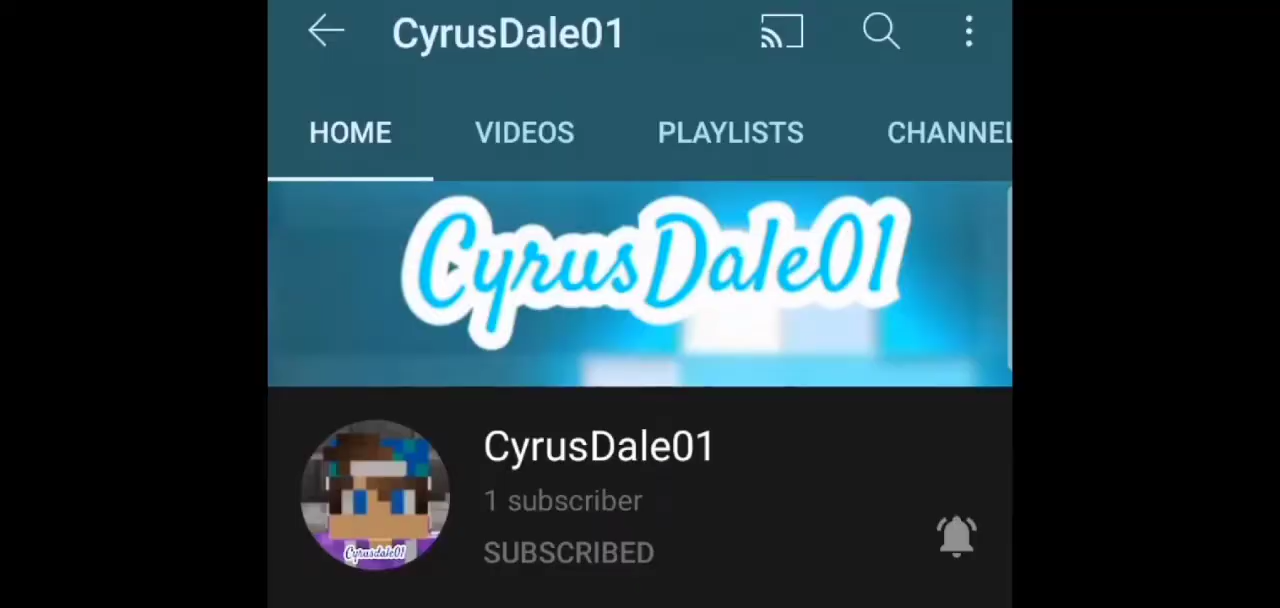 CyrusDale01
HOME VIDEOS PLAYLISTS CHANNEL
CyrusDale01
CyrusDale01
1 subscriber
SUBSCRIBED
Cyrusdale01